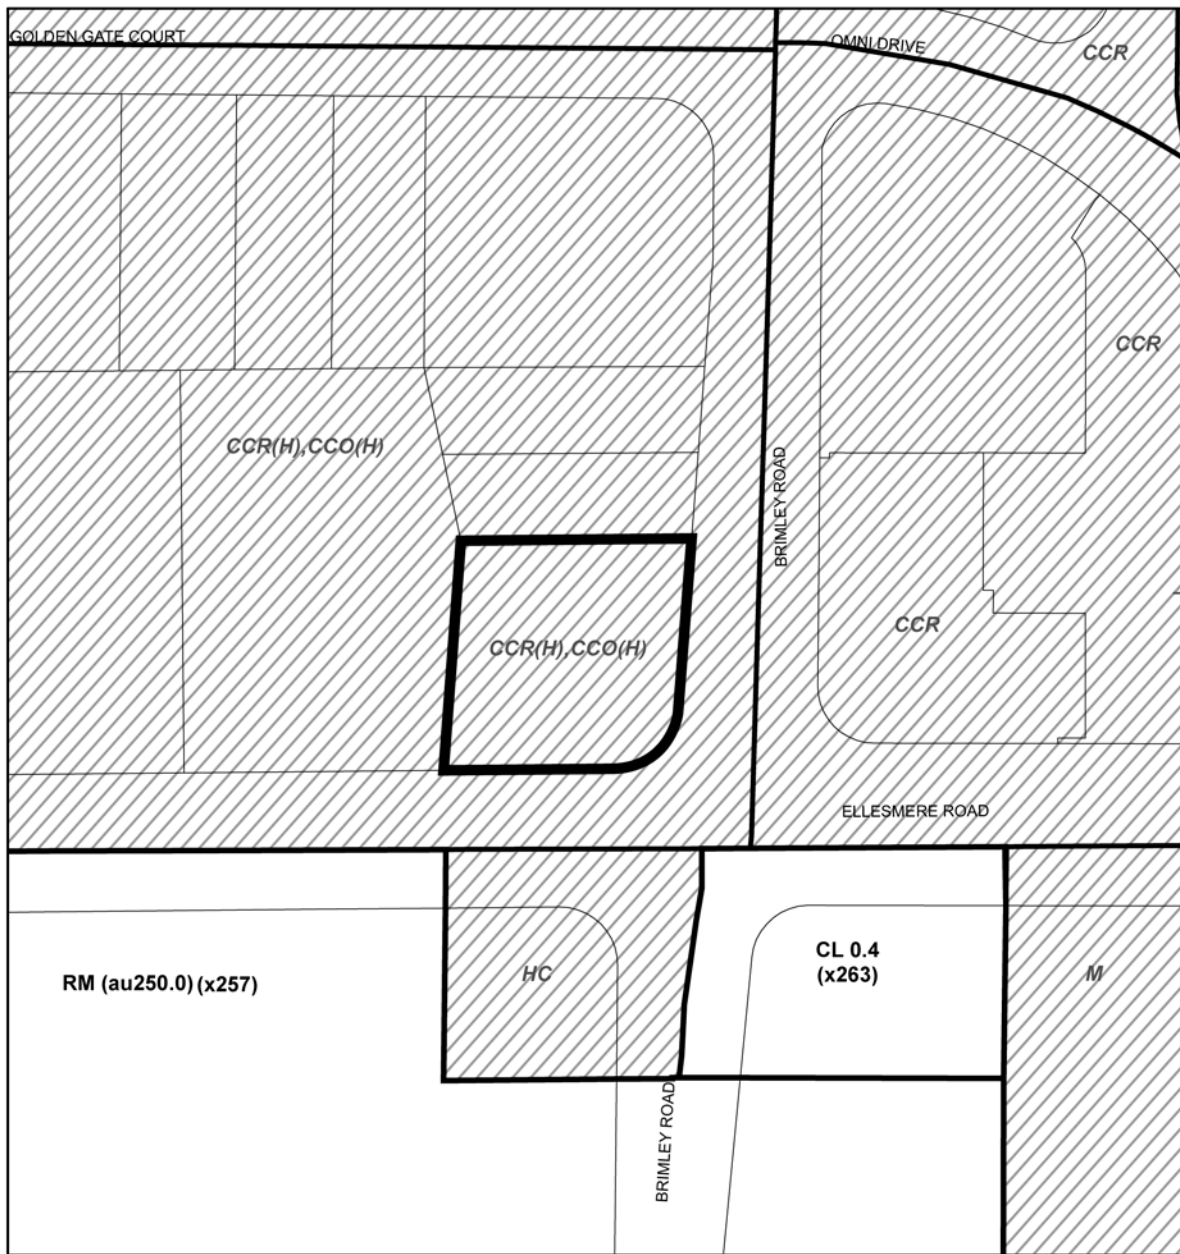 GOLDEN GATE COURT
OMNI DRIVE
CCR
CCR
CCR(H),CCO(H)
BRIMLEY ROAD
CCR
CCR(H),CCO(H)
ELLESMERE ROAD
CL 0.4
(x263)
RM (au250.0) (x257)
HC
M
BRIMLEY ROAD